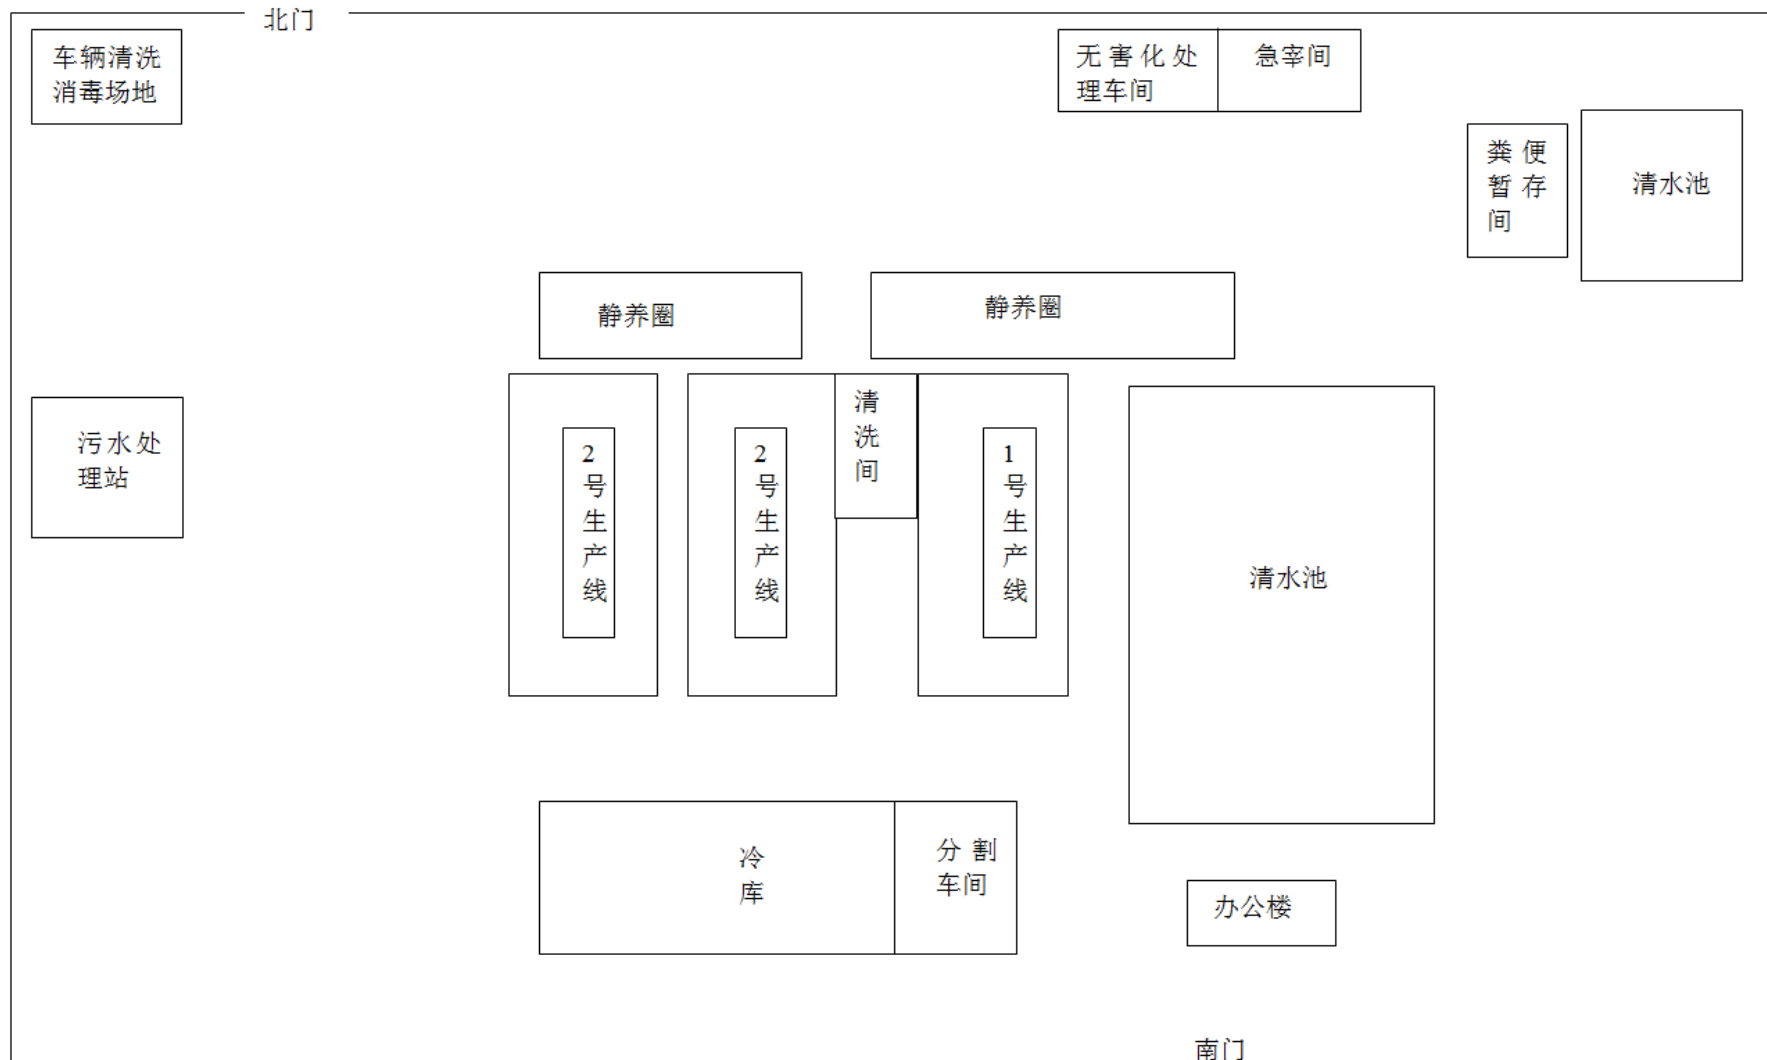 北门
车辆清洗
消毒场地
无害化处
理车间
急宰间
粪便
暂存
间
清水池
静养圈
静养圈
污水处
理站
2
号
生
产
线
2
号
生
产
线
清
洗
间
1
号
生
产
线
清水池
冷
库
分割
车间
办公楼
南门